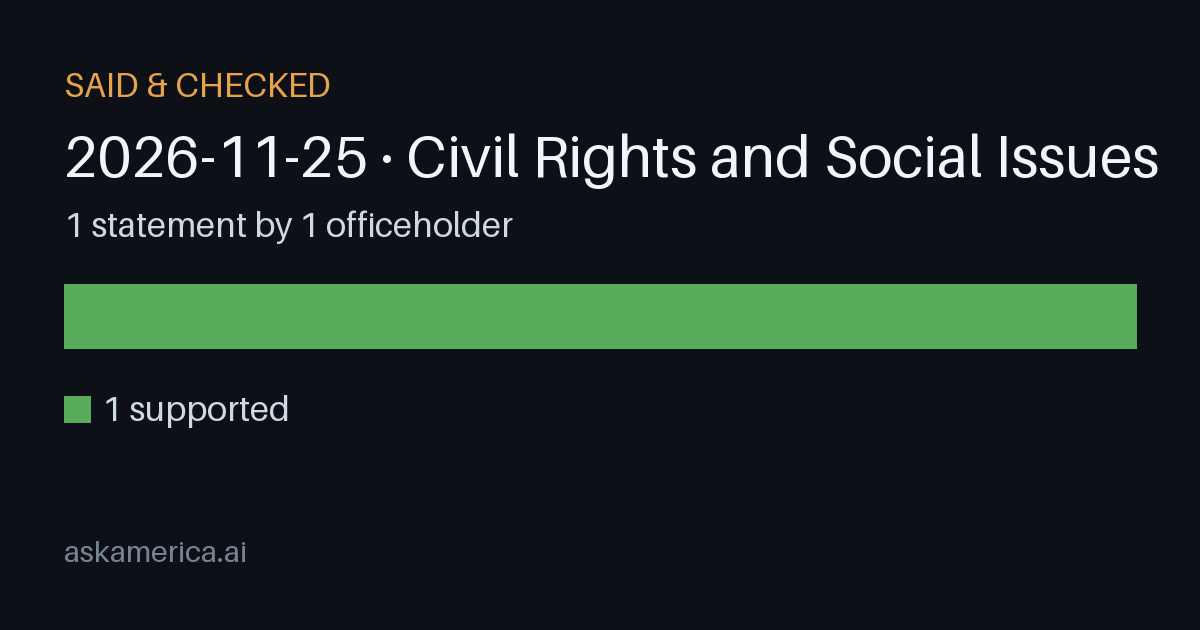 SAID & CHECKED
2026-11-25 · Civil Rights and Social Issues
1 statement by 1 officeholder
1 supported
askamerica.ai